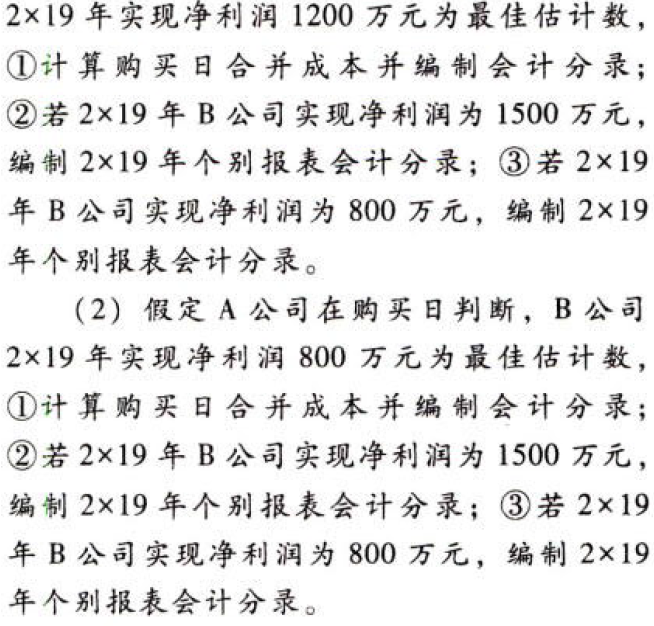 2×19 年实现净利润 1200 万元为最佳估计数，
①计算购买日合并成本并编制会计分录；
②若 2×19 年 B 公司实现净利润为 1500 万元，
编制 2×19 年个别报表会计分录；③若 2×19
年 B 公司实现净利润为 800 万元，编制 2×19
年个别报表会计分录。
（2）假定 A 公司在购买日判断，B 公司
2×19 年实现净利润 800 万元为最佳估计数，
①计算购买日合并成本并编制会计分录；
②若 2×19 年 B 公司实现净利润为 1500 万元，
编制 2×19 年个别报表会计分录；③若 2×19
年 B 公司实现净利润为 800 万元，编制 2×19
年个别报表会计分录。